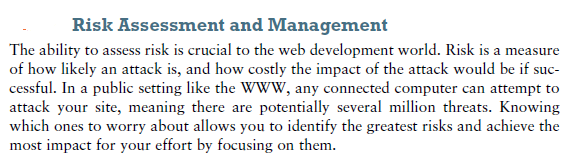 Risk Assessment and Management
The ability to assess risk is crucial to the web development world. Risk is a measure
of how likely an attack is, and how costly the impact of the attack would be if suc-
cessful. In a public setting like the WWW, any connected computer can attempt to
attack your site, meaning there are potentially several million threats. Knowing
which ones to worry about allows you to identify the greatest risks and achieve the
most impact for your effort by focusing on them.